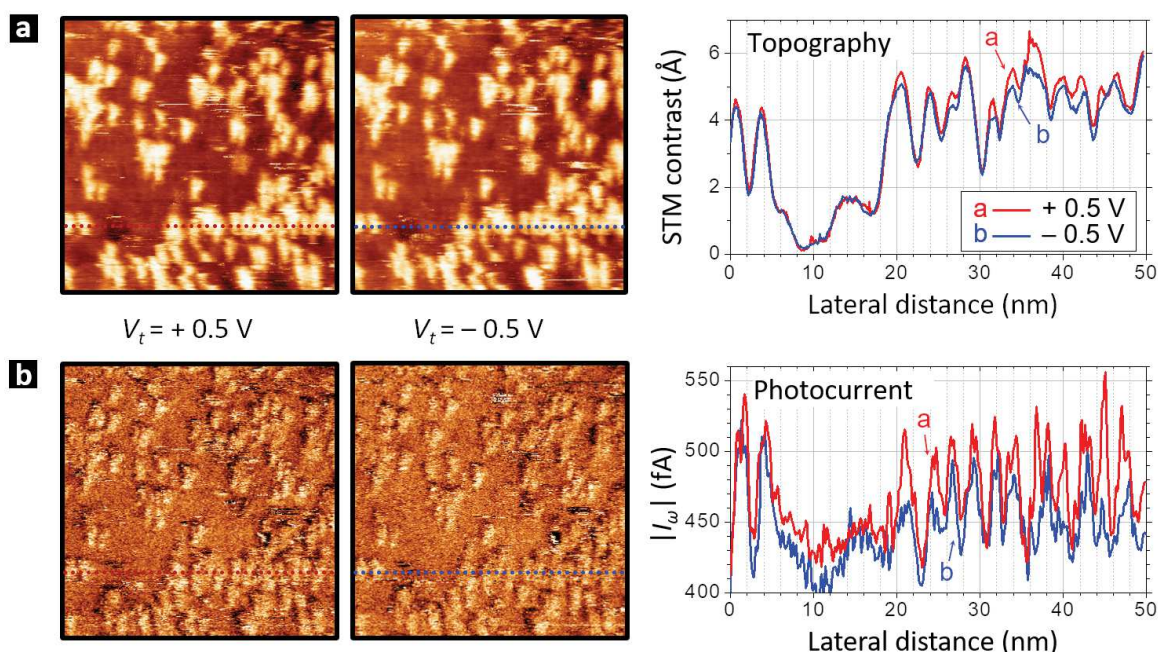 a
V_t = + 0.5 V
V_t = – 0.5 V
Topography
a
b
a + 0.5 V
b – 0.5 V
STM contrast (Å)
6
4
2
0
0 10 20 30 40 50
Lateral distance (nm)
b
Photocurrent
a
b
|I_ω| (fA)
550
500
450
400
0 10 20 30 40 50
Lateral distance (nm)